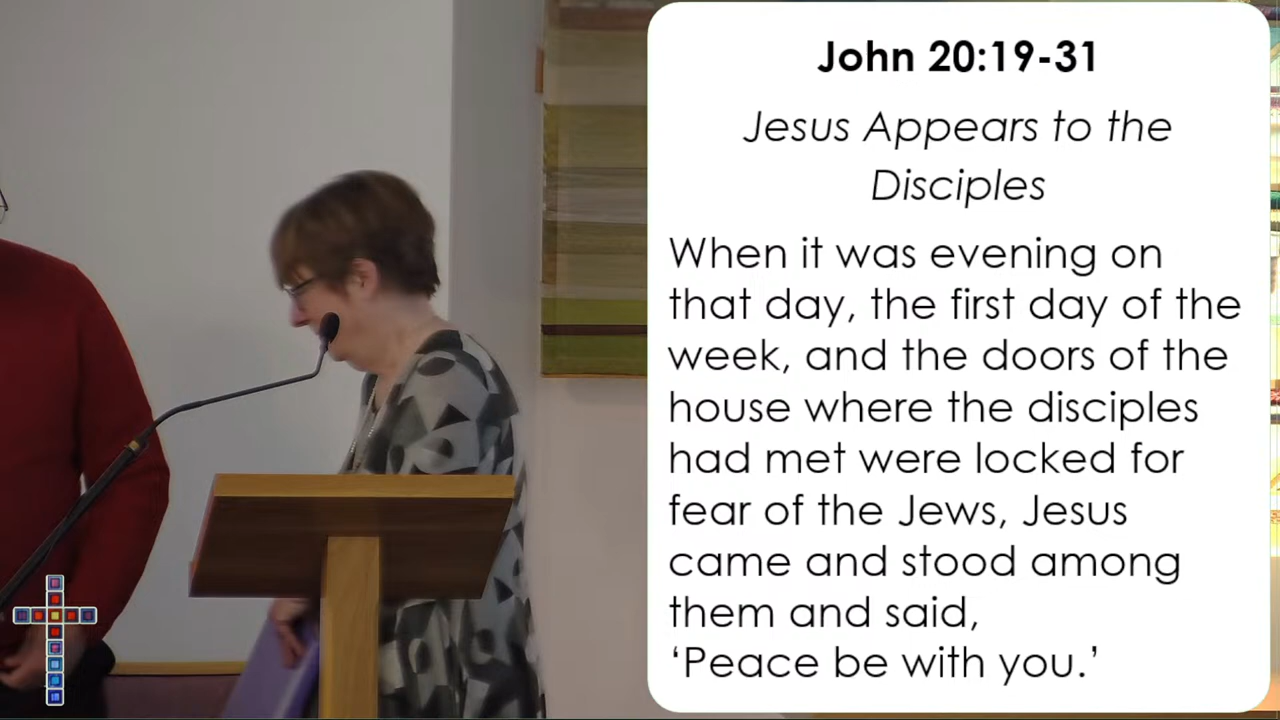 John 20:19-31
Jesus Appears to the
Disciples
When it was evening on
that day, the first day of the
week, and the doors of the
house where the disciples
had met were locked for
fear of the Jews, Jesus
came and stood among
them and said,
‘Peace be with you.’